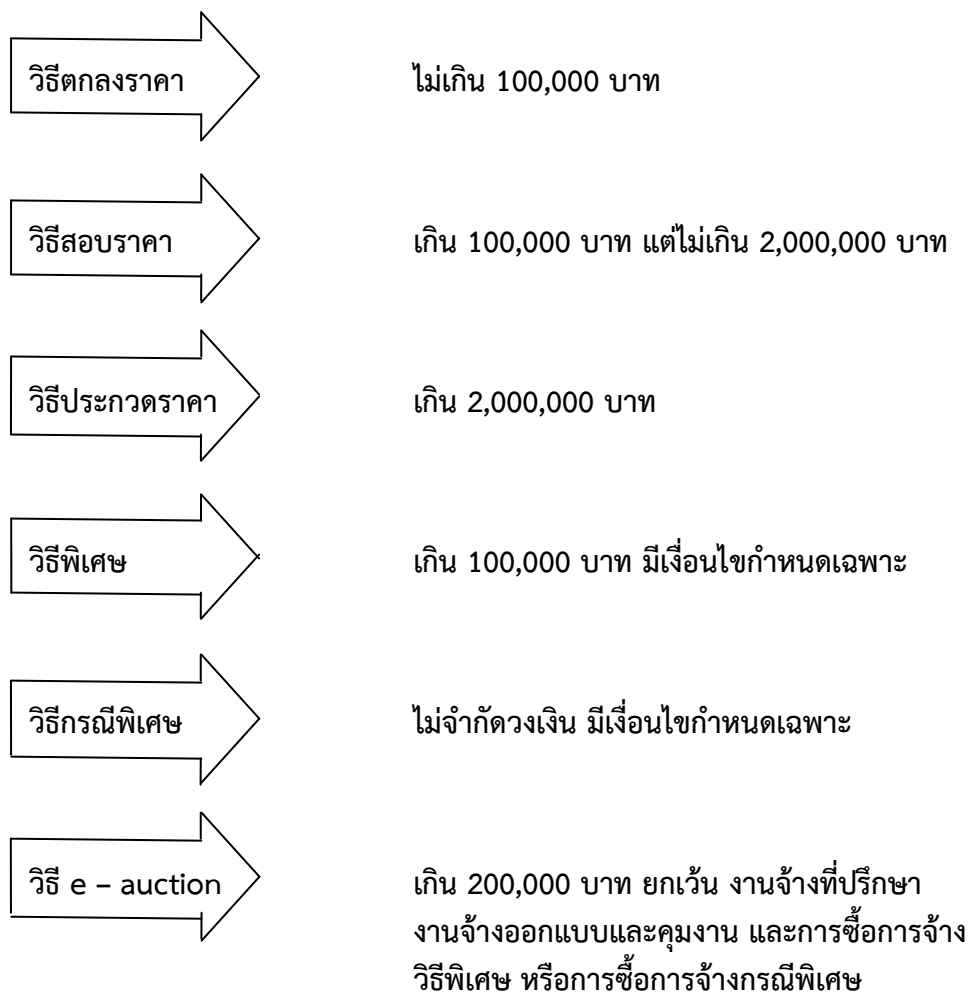 วิธีตกลงราคา ไม่เกิน 100,000 บาท
วิธีสอบราคา เกิน 100,000 บาท แต่ไม่เกิน 2,000,000 บาท
วิธีประกวดราคา เกิน 2,000,000 บาท
วิธีพิเศษ เกิน 100,000 บาท มีเงื่อนไขกำหนดเฉพาะ
วิธีกรณีพิเศษ ไม่จำกัดวงเงิน มีเงื่อนไขกำหนดเฉพาะ
วิธี e – auction เกิน 200,000 บาท ยกเว้น งานจ้างที่ปรึกษา
งานจ้างออกแบบและคุมงาน และการซื้อการจ้าง
วิธีพิเศษ หรือการซื้อการจ้างกรณีพิเศษ